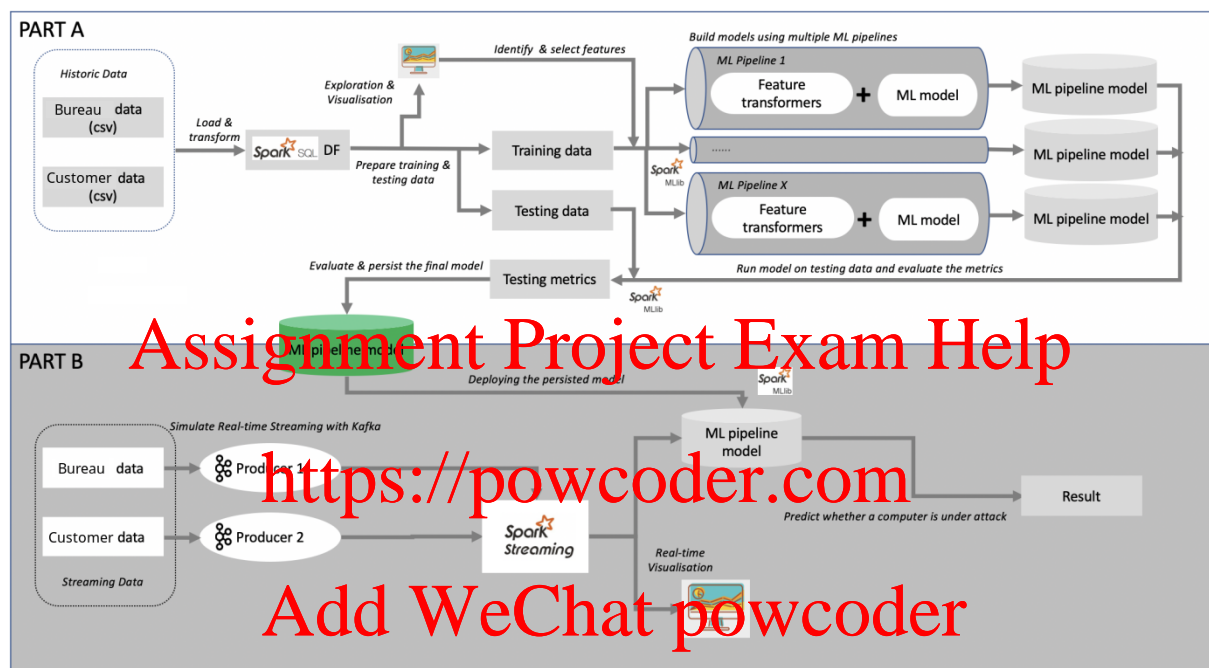 PART A
Historic Data
Bureau data
(csv)
Customer data
(csv)
Load &
transform
Spark SQL DF
Exploration &
Visualisation
Prepare training &
testing data
Identify & select features
Training data
Testing data
Spark
MLlib
Build models using multiple ML pipelines
ML Pipeline 1
Feature
transformers
+
ML model
ML pipeline model
......
ML pipeline model
ML Pipeline X
Feature
transformers
+
ML model
ML pipeline model
Run model on testing data and evaluate the metrics
Spark
MLlib
Testing metrics
Evaluate & persist the final model
ML pipeline model
Assignment Project Exam Help
PART B
Deploying the persisted model
Spark
MLlib
Simulate Real-time Streaming with Kafka
Bureau data
Producer 1
Customer data
Producer 2
Streaming Data
https://powcoder.com
Spark
Streaming
ML pipeline
model
Result
Predict whether a computer is under attack
Real-time
Visualisation
Add WeChat powcoder